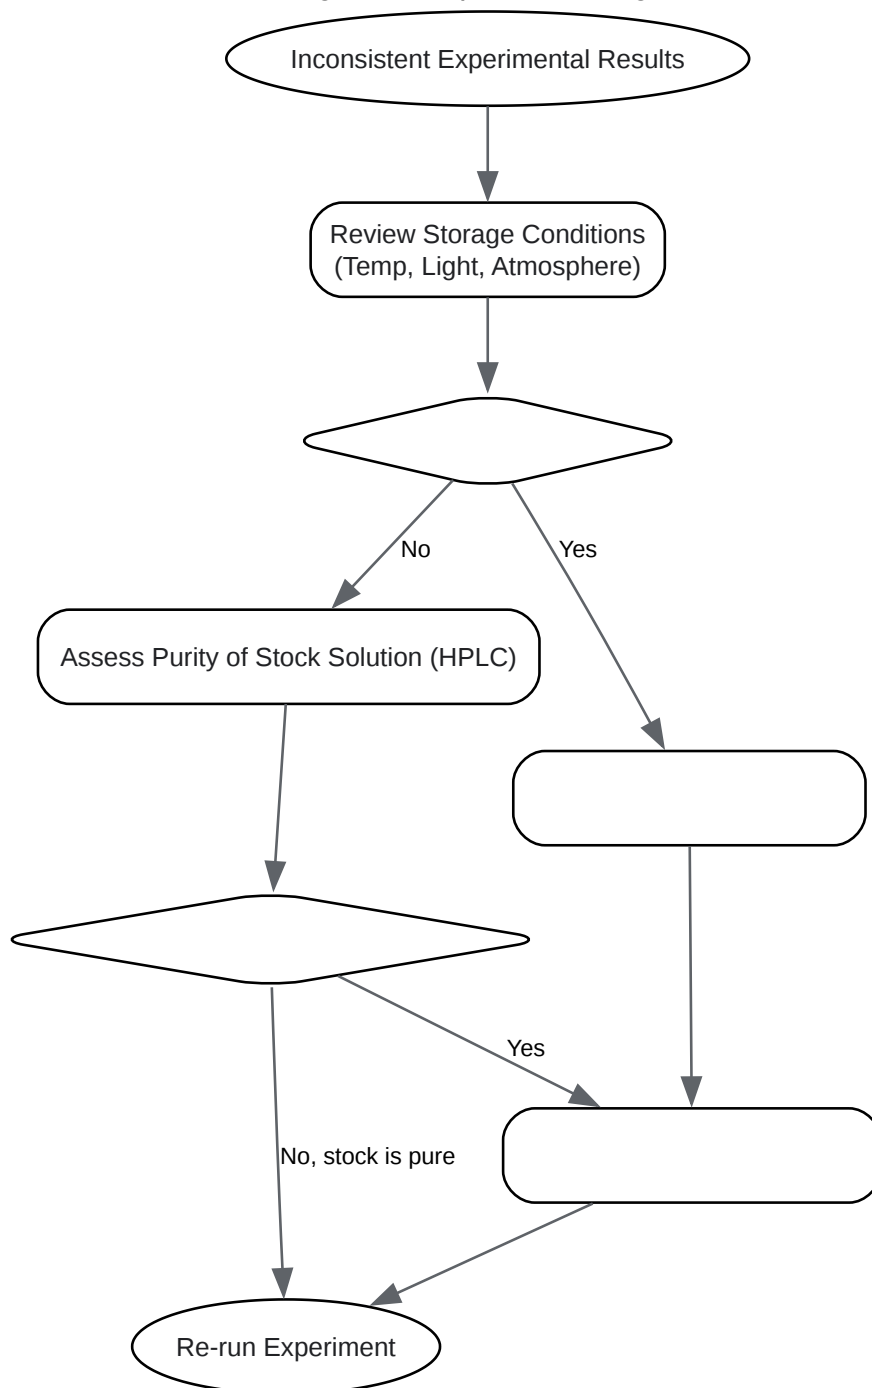 Inconsistent Experimental Results
Review Storage Conditions
(Temp, Light, Atmosphere)
No
Yes
Assess Purity of Stock Solution (HPLC)
Yes
No, stock is pure
Re-run Experiment